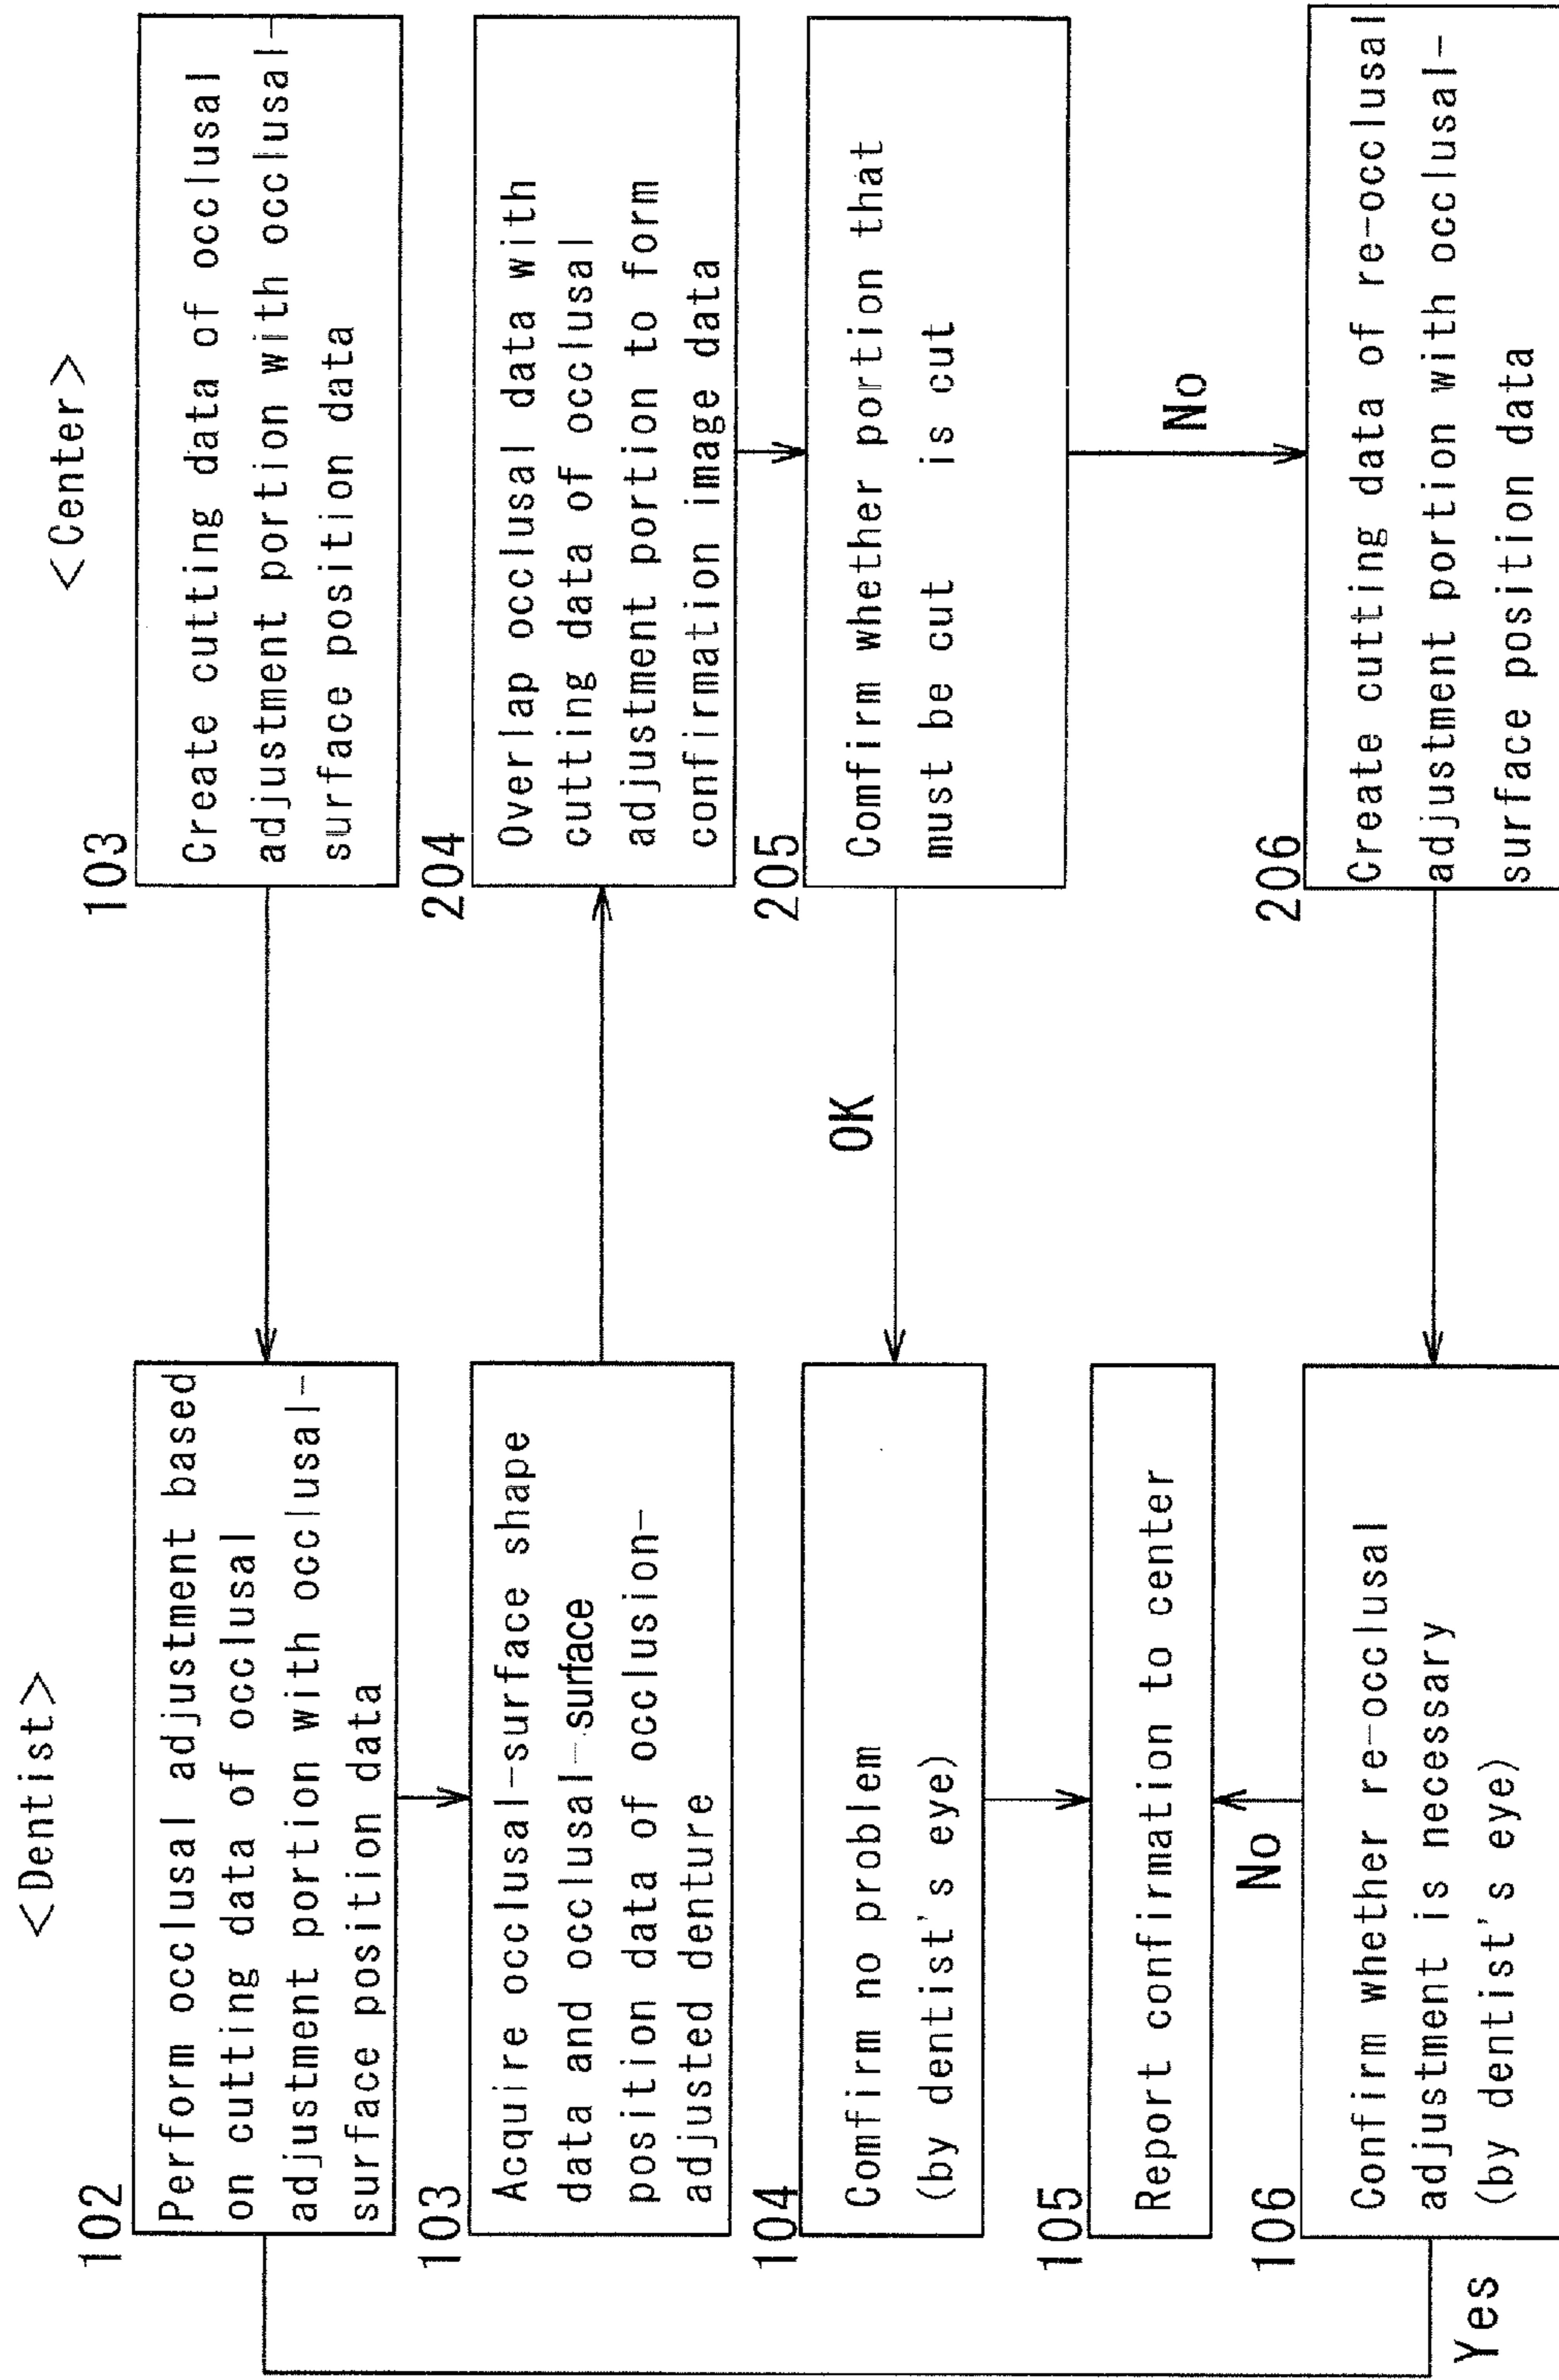 <Dentist>
102
Perform occlusal adjustment based
on cutting data of occlusal
adjustment portion with occlusal-
surface position data
103
Acquire occlusal-surface shape
data and occlusal-surface
position data of occlusion-
adjusted denture
104
Comfirm no problem
(by dentist's eye)
105
Report confirmation to center
No
106
Confirm whether re-occlusal
adjustment is necessary
(by dentist's eye)
Yes
OK
<Center>
103
Create cutting data of occlusal
adjustment portion with occlusal-
surface position data
204
Overlap occlusal data with
cutting data of occlusal
adjustment portion to form
confirmation image data
205
Comfirm whether portion that
must be cut is cut
No
206
Create cutting data of re-occlusal
adjustment portion with occlusal-
surface position data